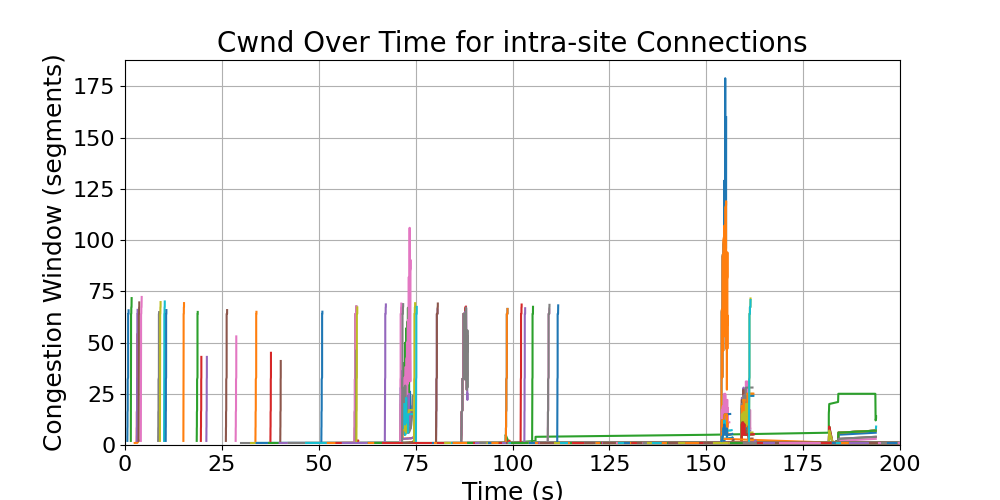 Cwnd Over Time for intra-site Connections
Congestion Window (segments)
175
150
125
100
75
50
25
0
0 25 50 75 100 125 150 175 200
Time (s)